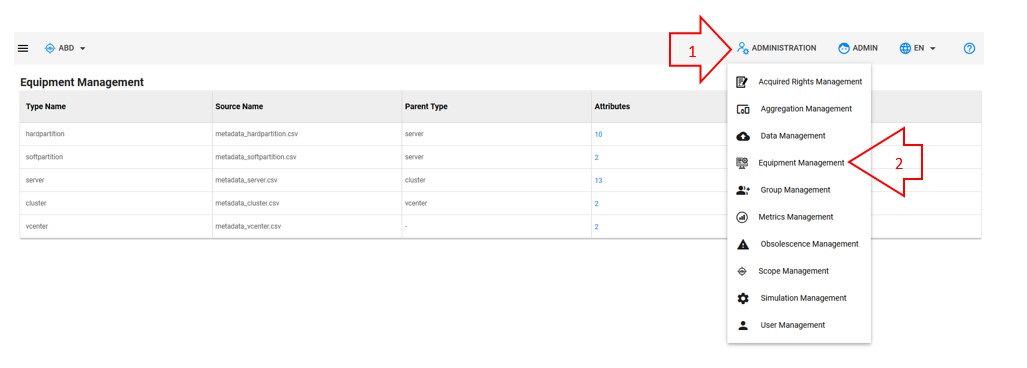 ABD
1
ADMINISTRATION
ADMIN
EN
Equipment Management
Type Name Source Name Parent Type Attributes
hardpartition metadata_hardpartition.csv server 10
softpartition metadata_softpartition.csv server 2
server metadata_server.csv cluster 13
cluster metadata_cluster.csv vcenter 2
vcenter metadata_vcenter.csv - 2
Acquired Rights Management
Aggregation Management
Data Management
Equipment Management
2
Group Management
Metrics Management
Obsolescence Management
Scope Management
Simulation Management
User Management